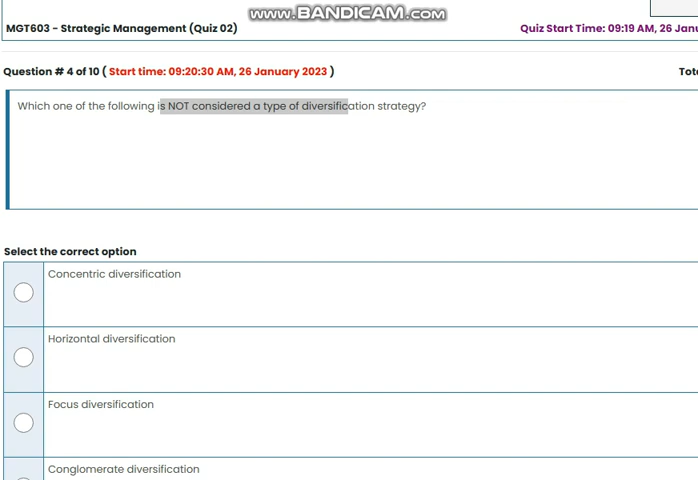 www.BANDICAM.com
MGT603 - Strategic Management (Quiz 02)
Quiz Start Time: 09:19 AM, 26 Janu
Question # 4 of 10 ( Start time: 09:20:30 AM, 26 January 2023 )
Tot
Which one of the following is NOT considered a type of diversification strategy?
Select the correct option
Concentric diversification
Horizontal diversification
Focus diversification
Conglomerate diversification